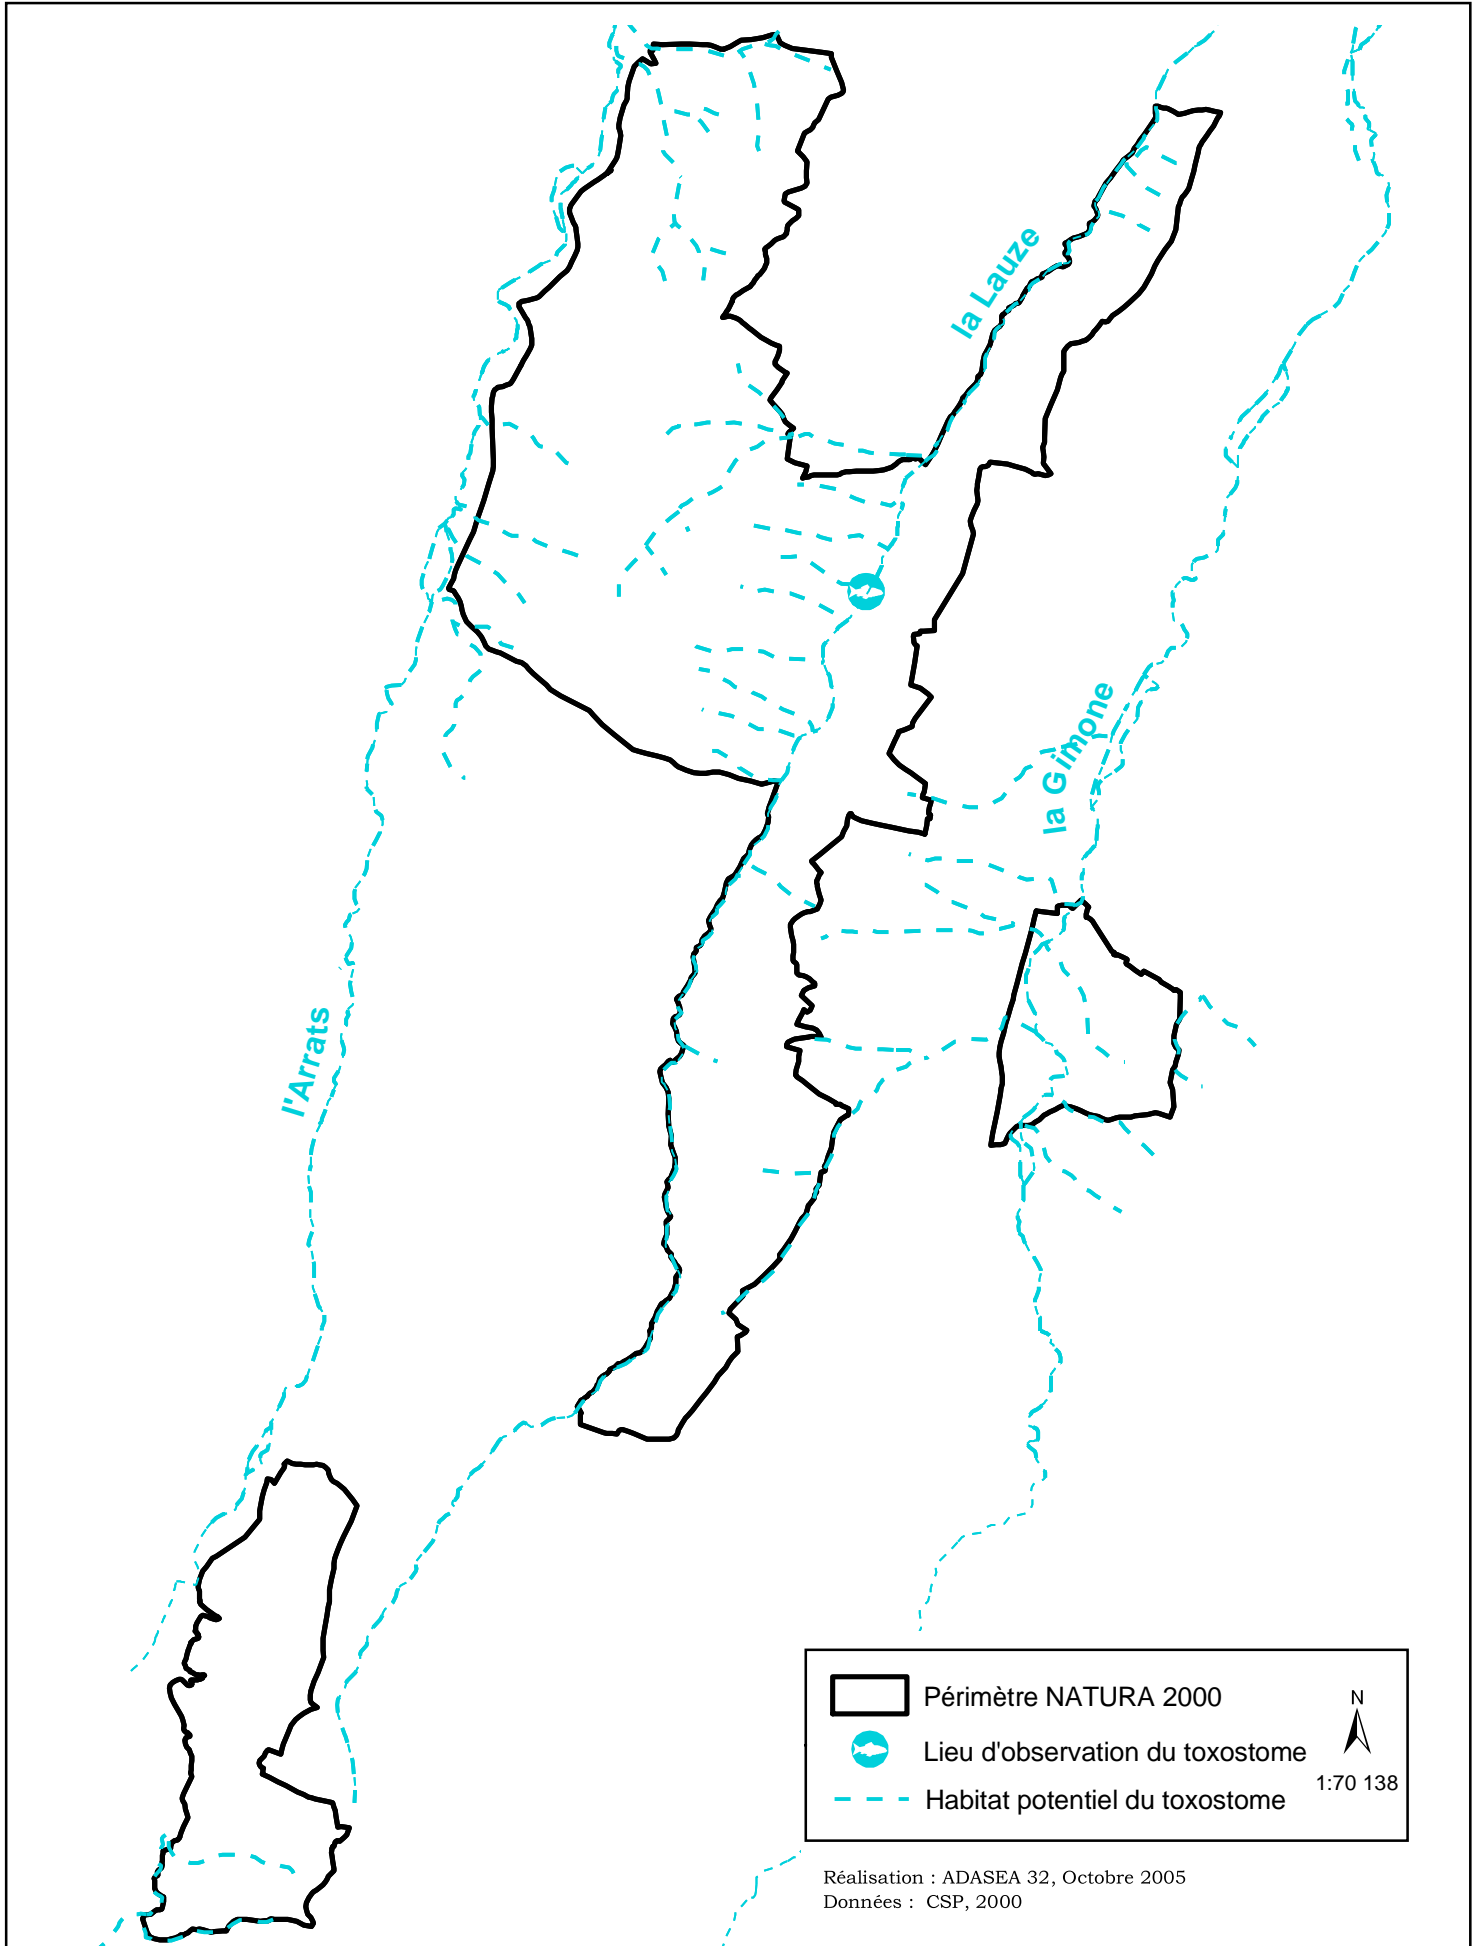 la Lauze
la Gimone
l'Arrats
Périmètre NATURA 2000
N
Lieu d'observation du toxostome
1:70 138
Habitat potentiel du toxostome
Réalisation : ADASEA 32, Octobre 2005
Données : CSP, 2000